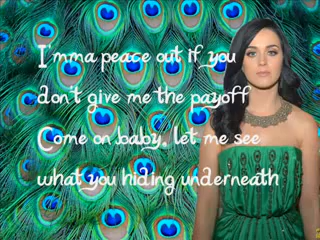 I'mma peace out if you
don't give me the payoff
Come on baby, let me see
what you hiding underneath